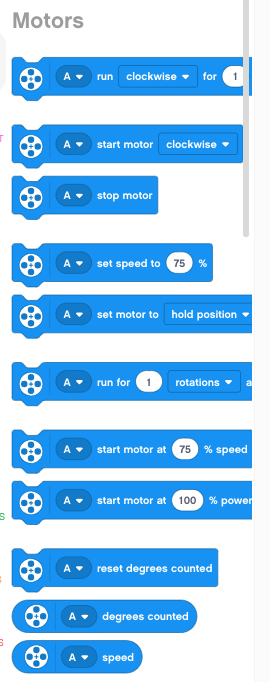 Motors
A run clockwise for 1
A start motor clockwise
A stop motor
A set speed to 75 %
A set motor to hold position
A run for 1 rotations a
A start motor at 75 % speed
A start motor at 100 % power
A reset degrees counted
A degrees counted
A speed